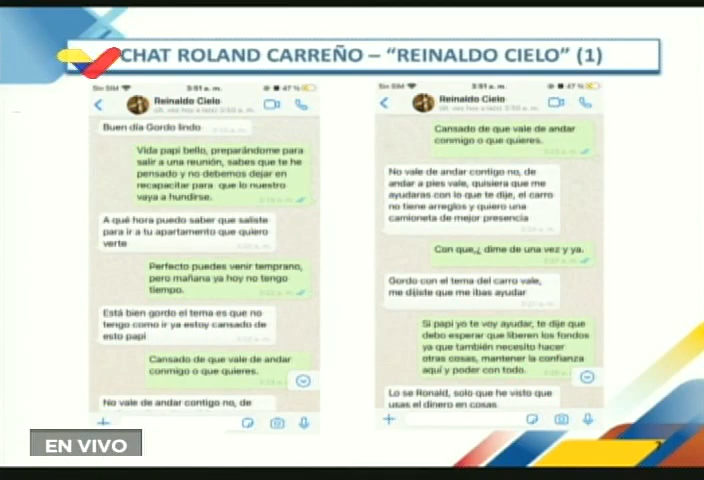 CHAT ROLAND CARREÑO – “REINALDO CIELO” (1)
Sin SIM
3:51 a. m.
47 %
Reinaldo Cielo
Buen día Gordo lindo
Vida papi bello, preparándome para
salir a una reunión, sabes que te he
pensado y no debemos dejar en
recapacitar para que lo nuestro
vaya a hundirse.
A qué hora puedo saber que saliste
para ir a tu apartamento que quiero
verte
Perfecto puedes venir temprano,
pero mañana ya hoy no tengo
tiempo.
Está bien gordo el tema es que no
tengo como ir ya estoy cansado de
esto papi
Cansado de que vale de andar
conmigo o que quieres.
No vale de andar contigo no, de
Sin SIM
3:51 a. m.
47 %
Reinaldo Cielo
Cansado de que vale de andar
conmigo o que quieres.
No vale de andar contigo no, de
andar a pies vale, quisiera que me
ayudaras con lo que te dije, el carro
no tiene arreglos y quiero una
camioneta de mejor presencia
Con que,¿ dime de una vez y ya.
Gordo con el tema del carro vale,
me dijiste que me ibas ayudar
Si papi yo te voy ayudar, te dije que
debo esperar que liberen los fondos
ya que también necesito hacer
otras cosas, mantener la confianza
aquí y poder con todo.
Lo se Ronald, solo que he visto que
usas el dinero en cosas
EN VIVO